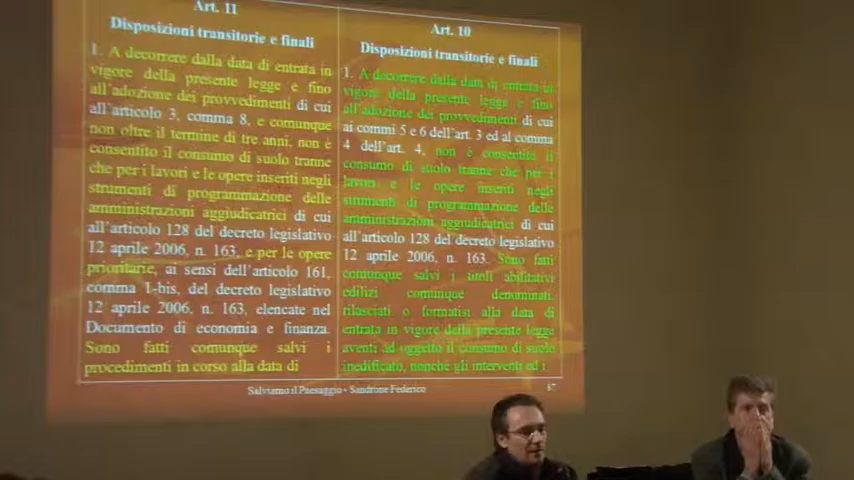 Art. 11
Disposizioni transitorie e finali
1. A decorrere dalla data di entrata in
vigore della presente legge e fino
all'adozione dei provvedimenti di cui
all'articolo 3, comma 8, e comunque
non oltre il termine di tre anni, non è
consentito il consumo di suolo tranne
che per i lavori e le opere inseriti negli
strumenti di programmazione delle
amministrazioni aggiudicatrici di cui
all'articolo 128 del decreto legislativo
12 aprile 2006, n. 163, e per le opere
prioritarie, ai sensi dell'articolo 161,
comma 1-bis, del decreto legislativo
12 aprile 2006, n. 163, elencate nel
Documento di economia e finanza.
Sono fatti comunque salvi i
procedimenti in corso alla data di
Art. 10
Disposizioni transitorie e finali
1. A decorrere dalla data di entrata in
vigore della presente legge e fino
all'adozione dei provvedimenti di cui
ai commi 5 e 6 dell'art. 3 ed al comma
4 dell'art. 4, non è consentito il
consumo di suolo tranne che per i
lavori e le opere inseriti negli
strumenti di programmazione delle
amministrazioni aggiudicatrici di cui
all'articolo 128 del decreto legislativo
12 aprile 2006, n. 163. Sono fatti
comunque salvi i titoli abilitativi
edilizi comunque denominati,
rilasciati o formatisi alla data di
entrata in vigore della presente legge
aventi ad oggetto il consumo di suolo
inedificato, nonché gli interventi ed i
Salviamo il Paesaggio - Sandrone Federico
87